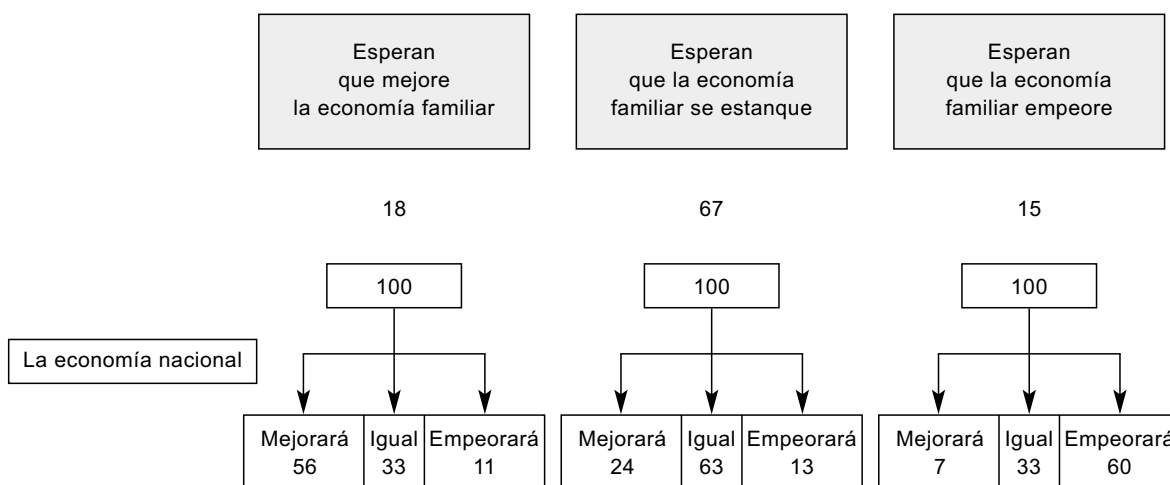 Esperan
que mejore
la economía familiar
Esperan
que la economía
familiar se estanque
Esperan
que la economía
familiar empeore
18
67
15
100
100
100
La economía nacional
Mejorará Igual Empeorará
56 33 11
Mejorará Igual Empeorará
24 63 13
Mejorará Igual Empeorará
7 33 60